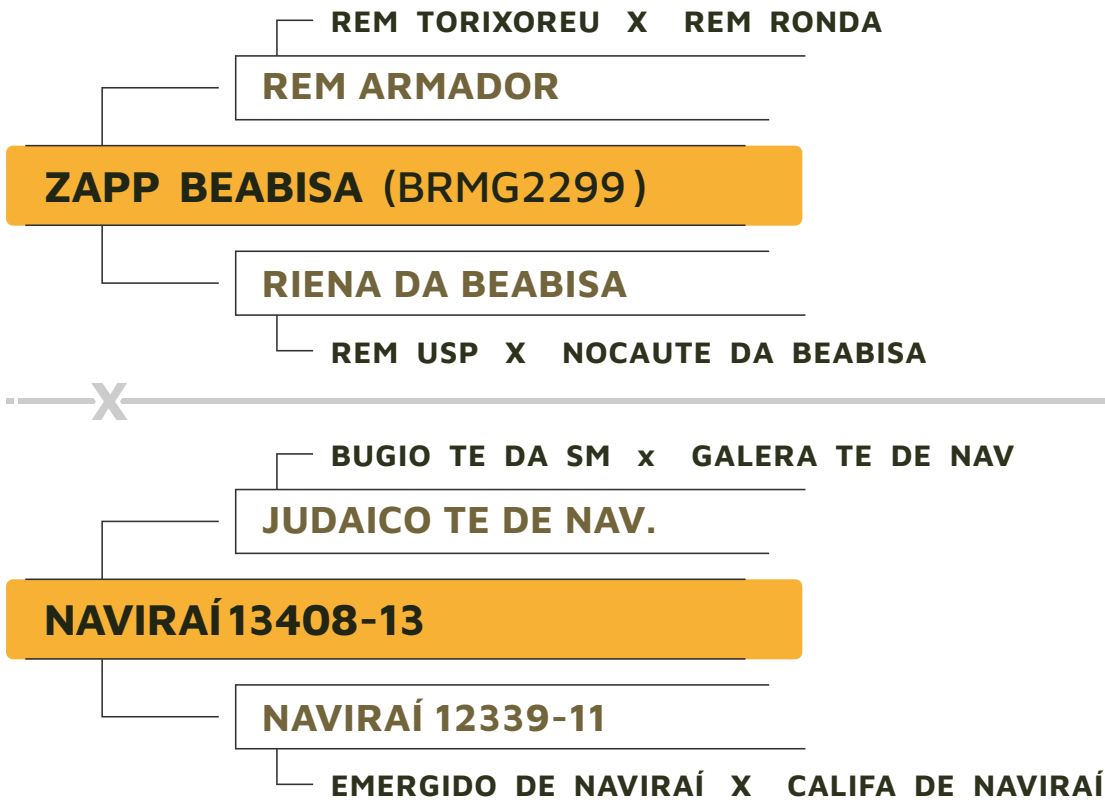 REM TORIXOREU X REM RONDA
REM ARMADOR
ZAPP BEABISA (BRMG2299)
RIENA DA BEABISA
REM USP X NOCAUTE DA BEABISA
X
BUGIO TE DA SM x GALERA TE DE NAV
JUDAICO TE DE NAV.
NAVIRAÍ 13408-13
NAVIRAÍ 12339-11
EMERGIDO DE NAVIRAÍ X CALIFA DE NAVIRAÍ